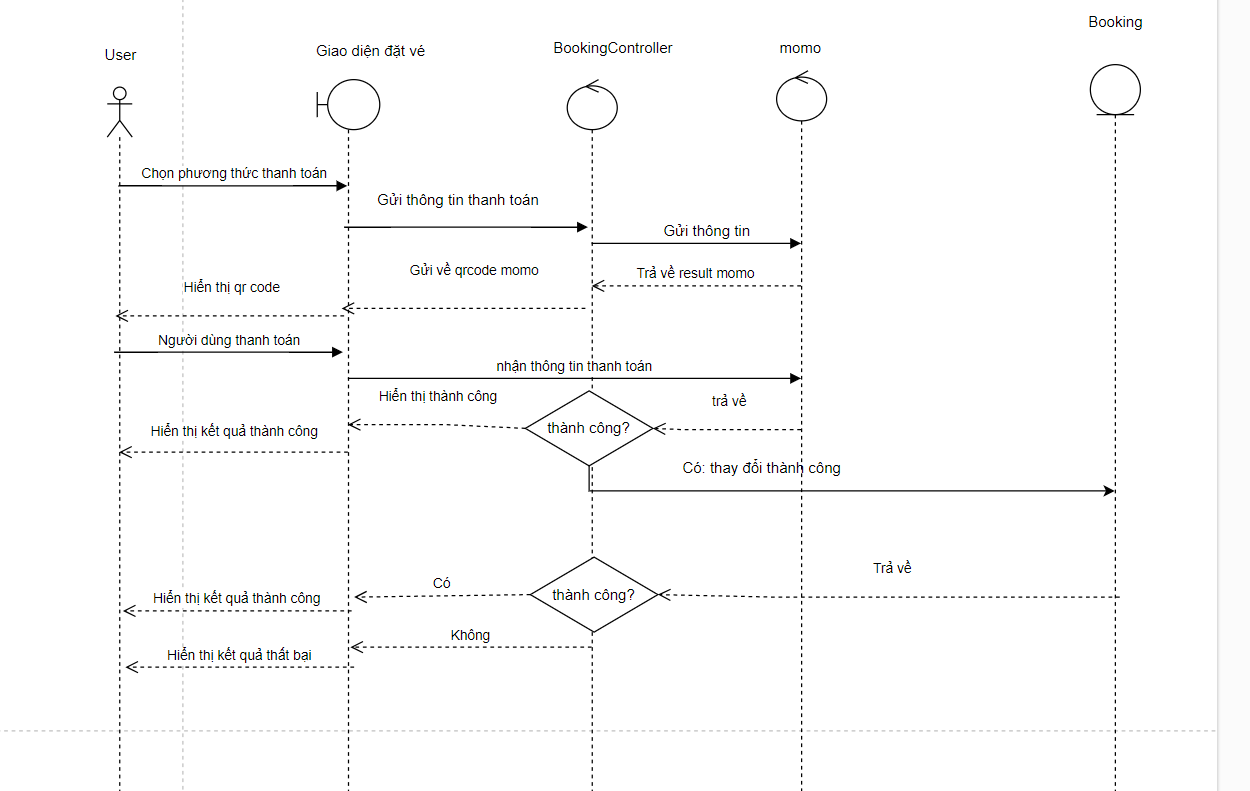 Booking
User
Giao diện đặt vé
BookingController
momo
Chọn phương thức thanh toán
Gửi thông tin thanh toán
Gửi thông tin
Gửi về qrcode momo
Trả về result momo
Hiển thị qr code
Người dùng thanh toán
nhận thông tin thanh toán
Hiển thị thành công
trả về
Hiển thị kết quả thành công
thành công?
Có: thay đổi thành công
Trả về
Có
thành công?
Hiển thị kết quả thành công
Không
Hiển thị kết quả thất bại